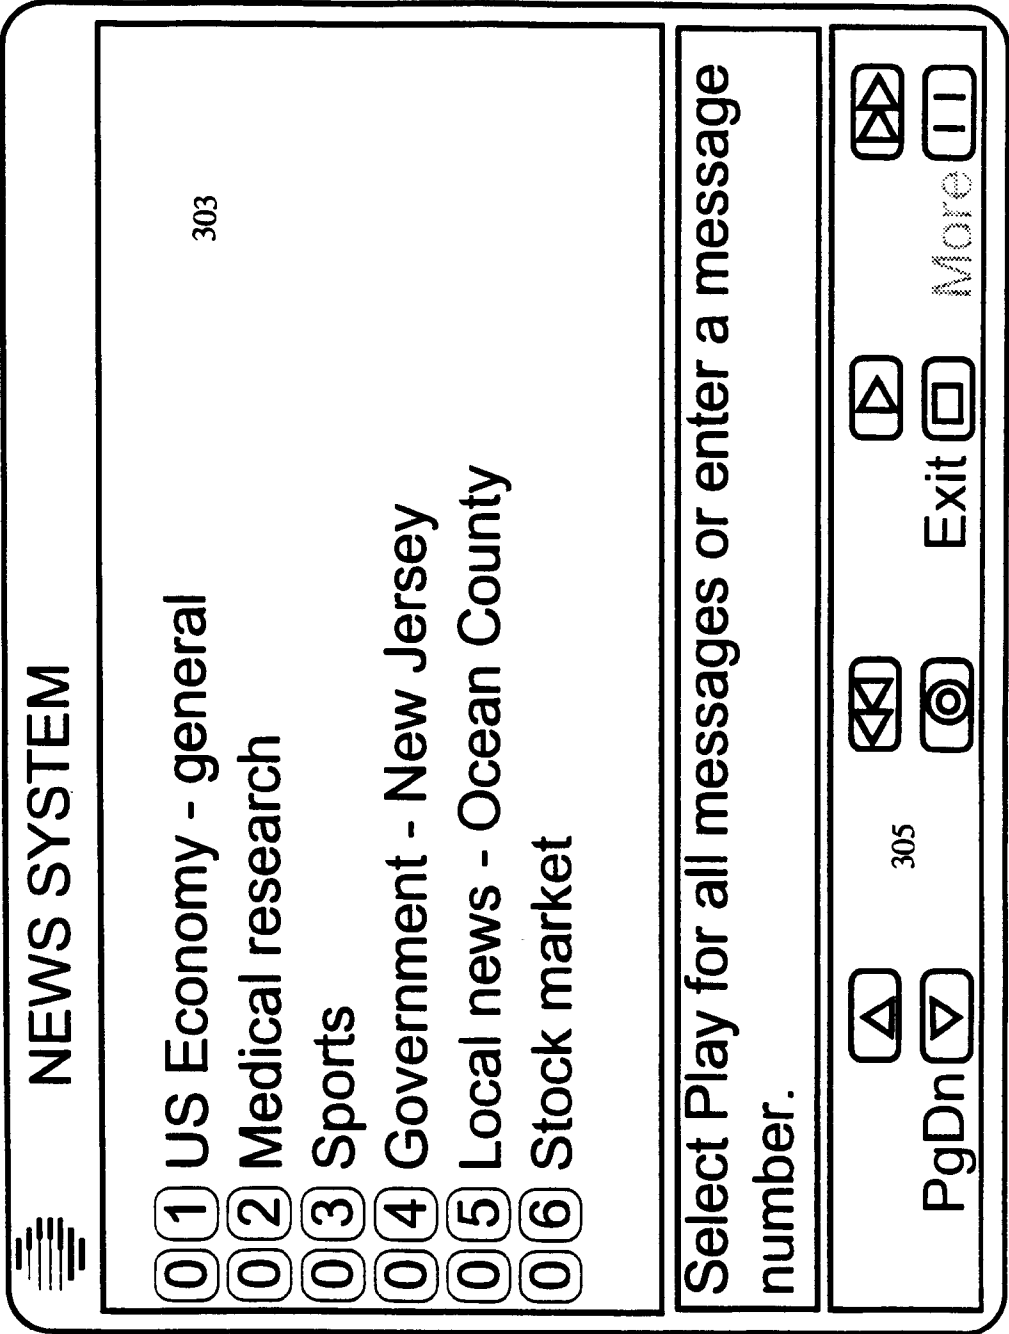 NEWS SYSTEM
01 US Economy - general
303
02 Medical research
03 Sports
04 Government - New Jersey
05 Local news - Ocean County
06 Stock market
Select Play for all messages or enter a message
number.
305
PgDn Exit More